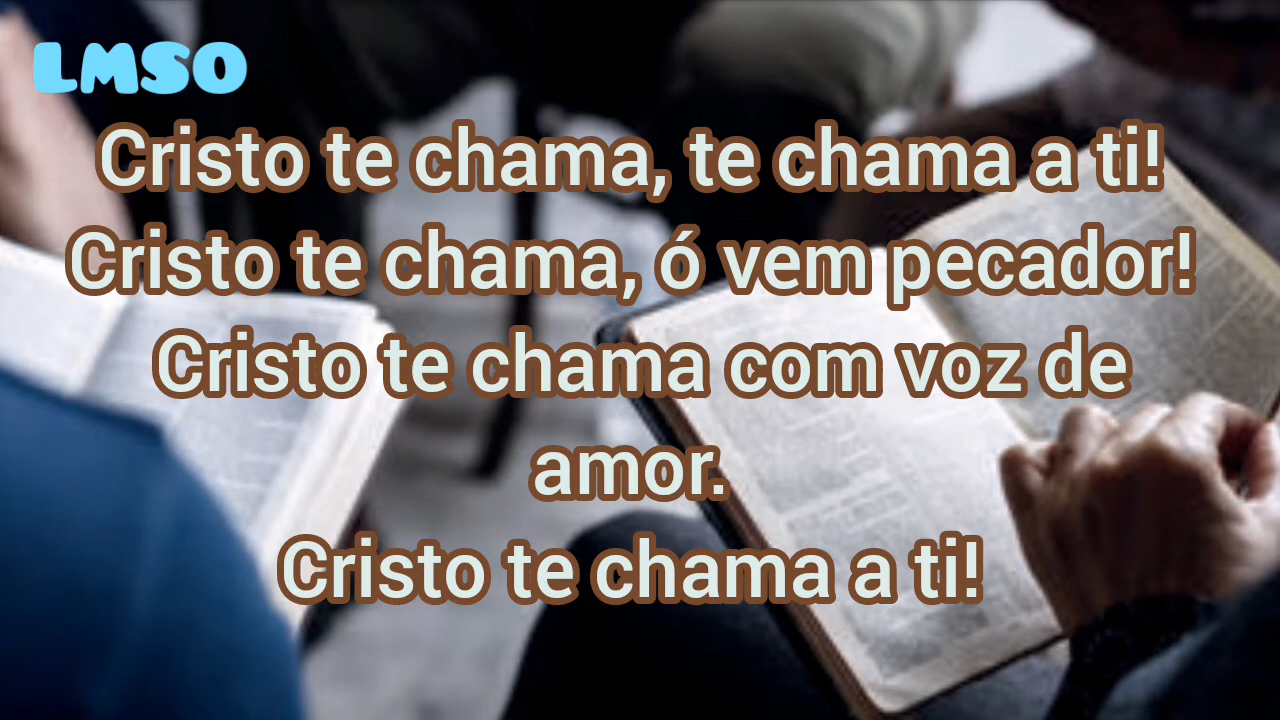 LMSO
Cristo te chama, te chama a ti!
Cristo te chama, ó vem pecador!
Cristo te chama com voz de
amor.
Cristo te chama a ti!